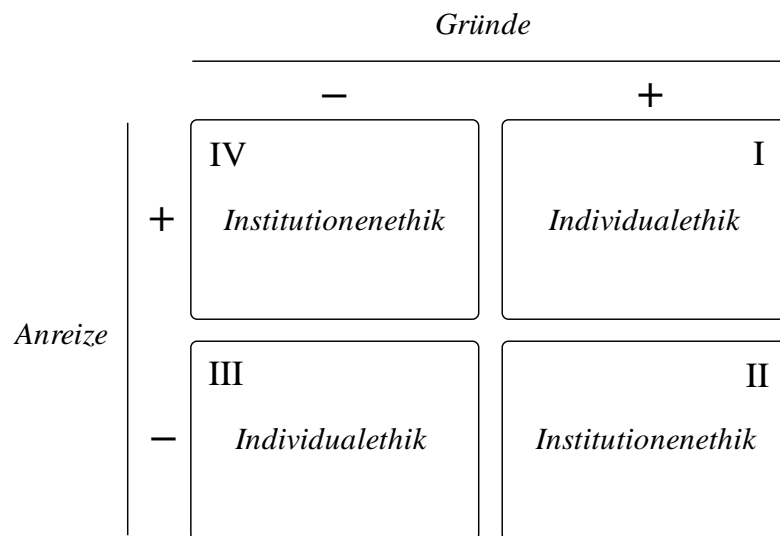 Gründe
− +
IV I
+ Institutionenethik Individualethik
Anreize
III II
− Individualethik Institutionenethik